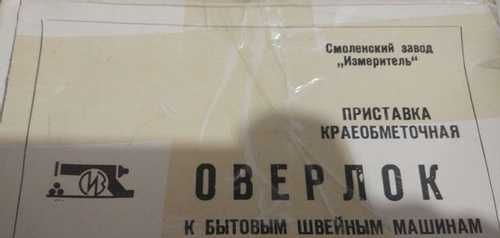 Смоленский завод
„Измеритель"
ПРИСТАВКА
КРАЕОБМЕТОЧНАЯ
ОВЕРЛОК
К БЫТОВЫМ ШВЕЙНЫМ МАШИНАМ